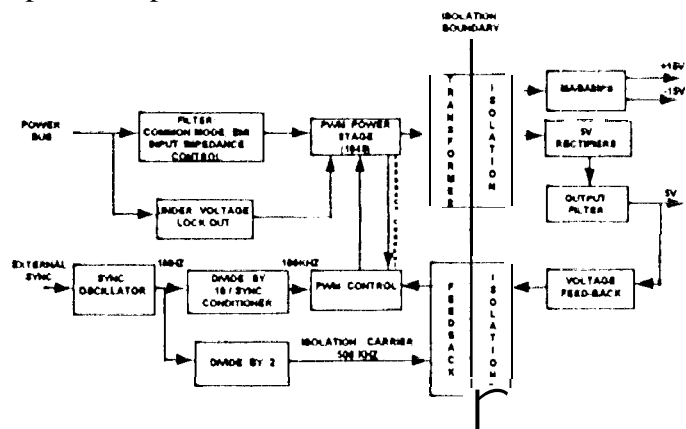 ISOLATION
BOUNDARY
+15V
-15V
POWER
BUS
FILTER
COMMON MODE EMI
INPUT IMPEDANCE
CONTROL
PWM POWER
STAGE
TRANSFORMER
ISOLATION
5V
RECTIFIERS
OUTPUT
FILTER
5V
UNDER VOLTAGE
LOCK OUT
EXTERNAL
SYNC
SYNC
OSCILLATOR
DIVIDE BY
10 / SYNC
CONDITIONER
100KHZ
PWM CONTROL
FEEDBACK
ISOLATION
VOLTAGE
FEED-BACK
DIVIDE BY 2
ISOLATION CARRIER
500 KHZ